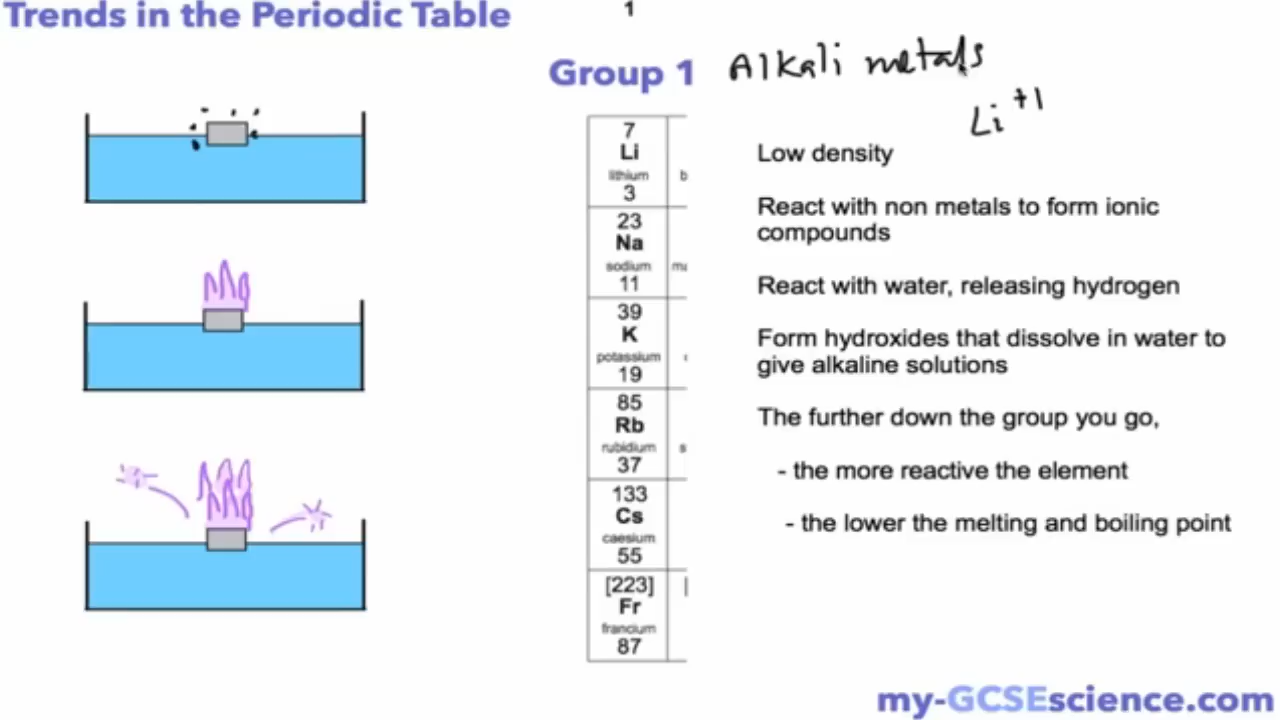 Trends in the Periodic Table
1
Group 1 Alkali metals
Li +1
7
Li
lithium b
3
23
Na
sodium ma
11
39
K
potassium c
19
85
Rb
rubidium s
37
133
Cs
caesium
55
[223] [
Fr
francium
87
Low density
React with non metals to form ionic
compounds
React with water, releasing hydrogen
Form hydroxides that dissolve in water to
give alkaline solutions
The further down the group you go,
- the more reactive the element
- the lower the melting and boiling point
my-GCSEscience.com